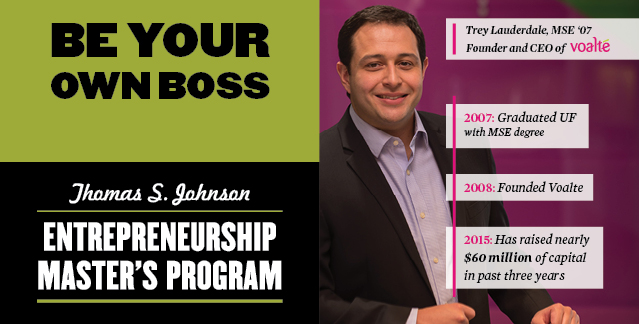 BE YOUR
OWN BOSS
Thomas S. Johnson
ENTREPRENEURSHIP
MASTER'S PROGRAM
Trey Lauderdale, MSE ‘07
Founder and CEO of voalté
2007: Graduated UF
with MSE degree
2008: Founded Voalte
2015: Has raised nearly
$60 million of capital
in past three years